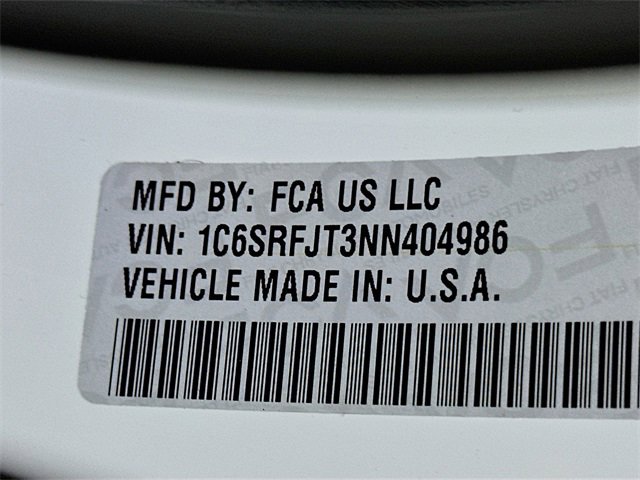 MFD BY: FCA US LLC
VIN: 1C6SRFJT3NN404986
VEHICLE MADE IN: U.S.A.